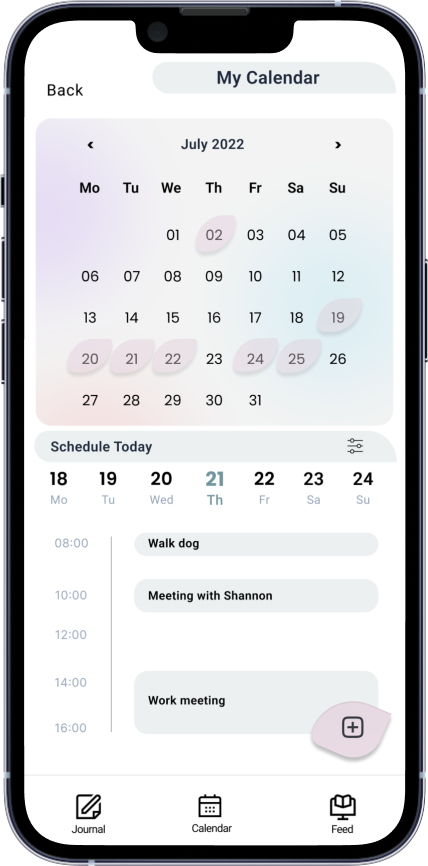 My Calendar
Back
‹ July 2022 ›
Mo Tu We Th Fr Sa Su
01 02 03 04 05
06 07 08 09 10 11 12
13 14 15 16 17 18 19
20 21 22 23 24 25 26
27 28 29 30 31
Schedule Today
18 19 20 21 22 23 24
Mo Tu Wed Th Fr Sa Su
08:00 Walk dog
10:00 Meeting with Shannon
12:00
14:00
Work meeting
16:00
Journal Calendar Feed